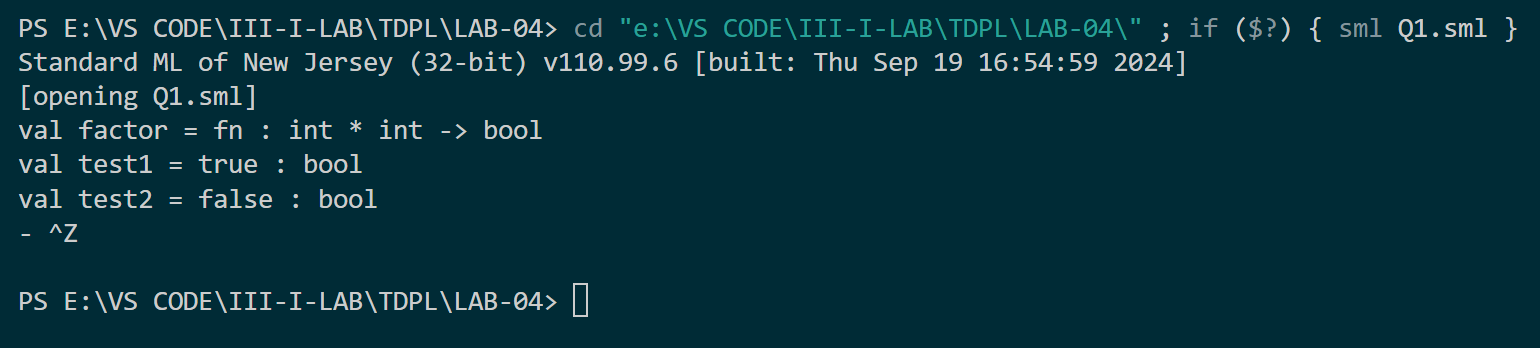 PS E:\VS CODE\III-I-LAB\TDPL\LAB-04> cd "e:\VS CODE\III-I-LAB\TDPL\LAB-04\" ; if ($?) { sml Q1.sml }
Standard ML of New Jersey (32-bit) v110.99.6 [built: Thu Sep 19 16:54:59 2024]
[opening Q1.sml]
val factor = fn : int * int -> bool
val test1 = true : bool
val test2 = false : bool
- ^Z
PS E:\VS CODE\III-I-LAB\TDPL\LAB-04>